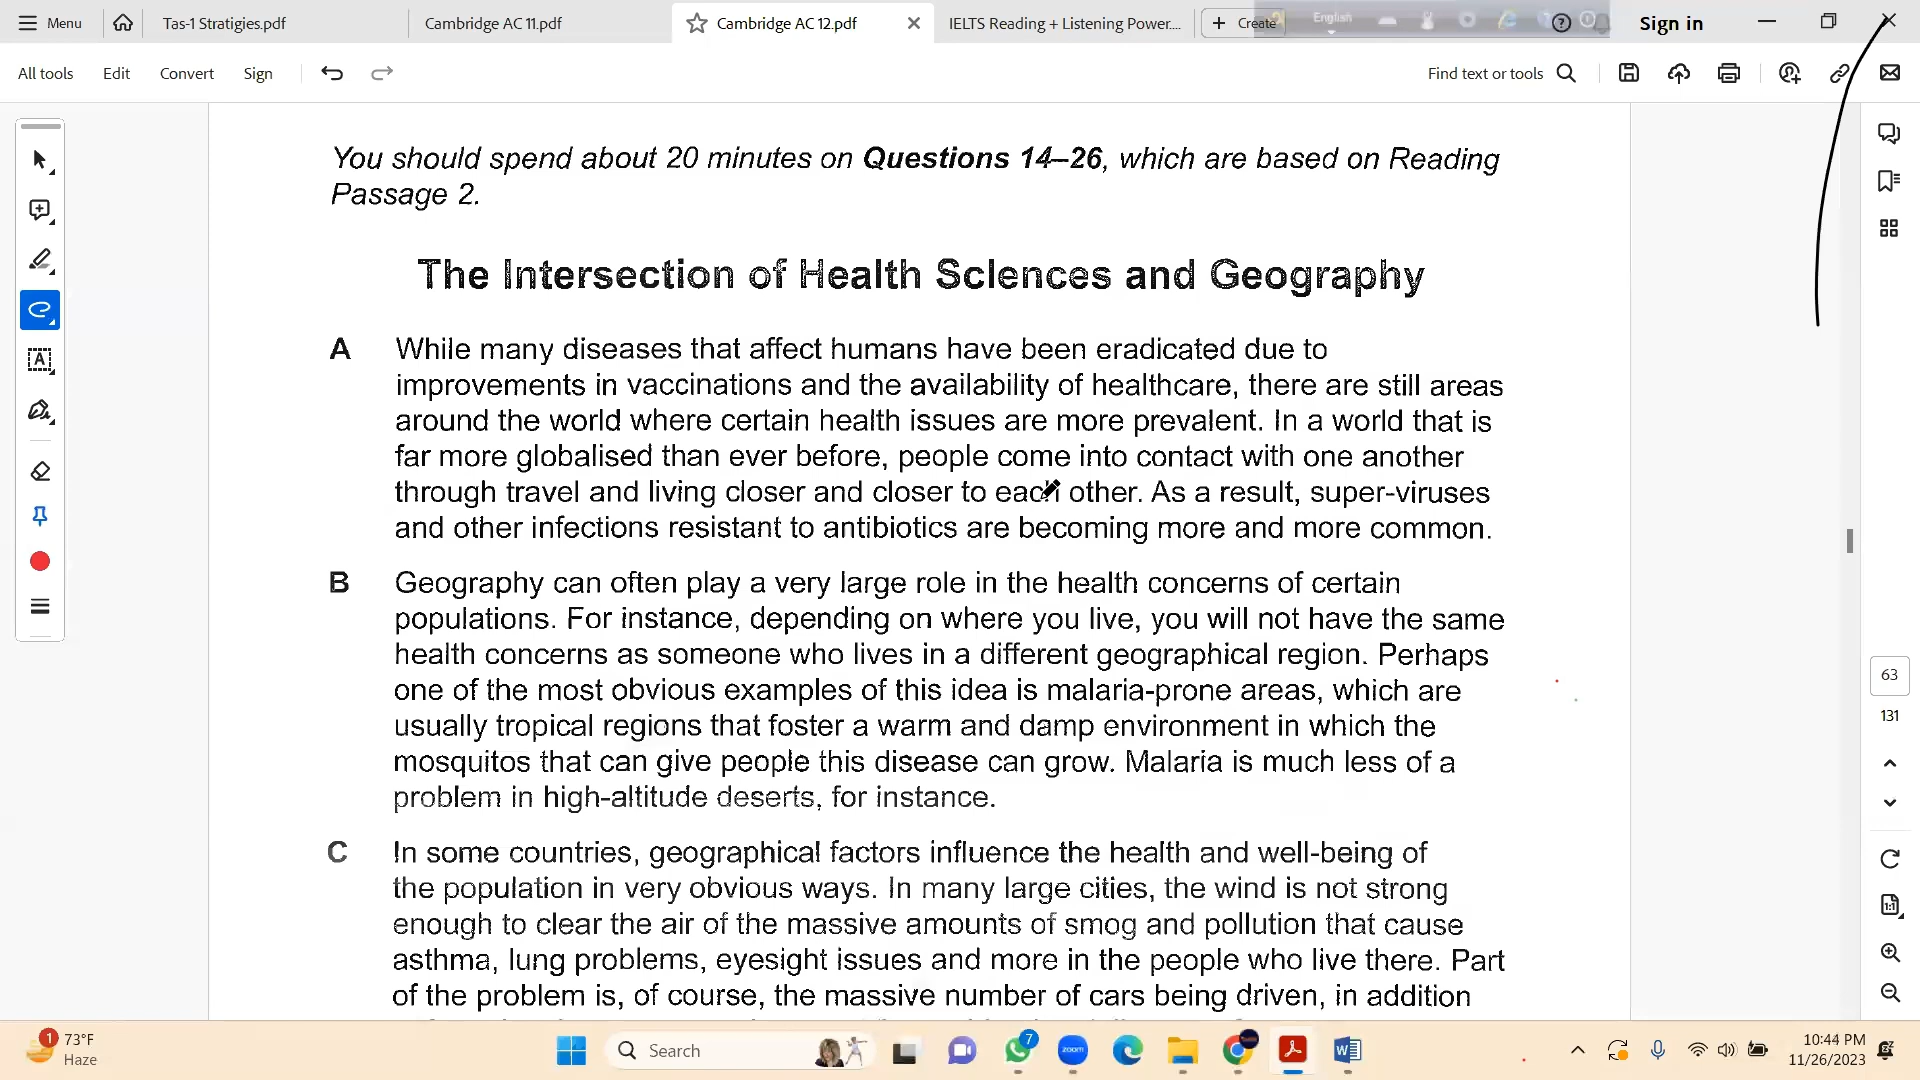 Menu
Tas-1 Stratigies.pdf
Cambridge AC 11.pdf
Cambridge AC 12.pdf
IELTS Reading + Listening Power....
Create
English
Sign in
All tools
Edit
Convert
Sign
Find text or tools
You should spend about 20 minutes on Questions 14–26, which are based on Reading
Passage 2.
The Intersection of Health Sciences and Geography
A While many diseases that affect humans have been eradicated due to
improvements in vaccinations and the availability of healthcare, there are still areas
around the world where certain health issues are more prevalent. In a world that is
far more globalised than ever before, people come into contact with one another
through travel and living closer and closer to each other. As a result, super-viruses
and other infections resistant to antibiotics are becoming more and more common.
B Geography can often play a very large role in the health concerns of certain
populations. For instance, depending on where you live, you will not have the same
health concerns as someone who lives in a different geographical region. Perhaps
one of the most obvious examples of this idea is malaria-prone areas, which are
usually tropical regions that foster a warm and damp environment in which the
mosquitos that can give people this disease can grow. Malaria is much less of a
problem in high-altitude deserts, for instance.
C In some countries, geographical factors influence the health and well-being of
the population in very obvious ways. In many large cities, the wind is not strong
enough to clear the air of the massive amounts of smog and pollution that cause
asthma, lung problems, eyesight issues and more in the people who live there. Part
of the problem is, of course, the massive number of cars being driven, in addition
63
131
1:1
1
73°F
Haze
Search
7
zoom
10:44 PM
11/26/2023